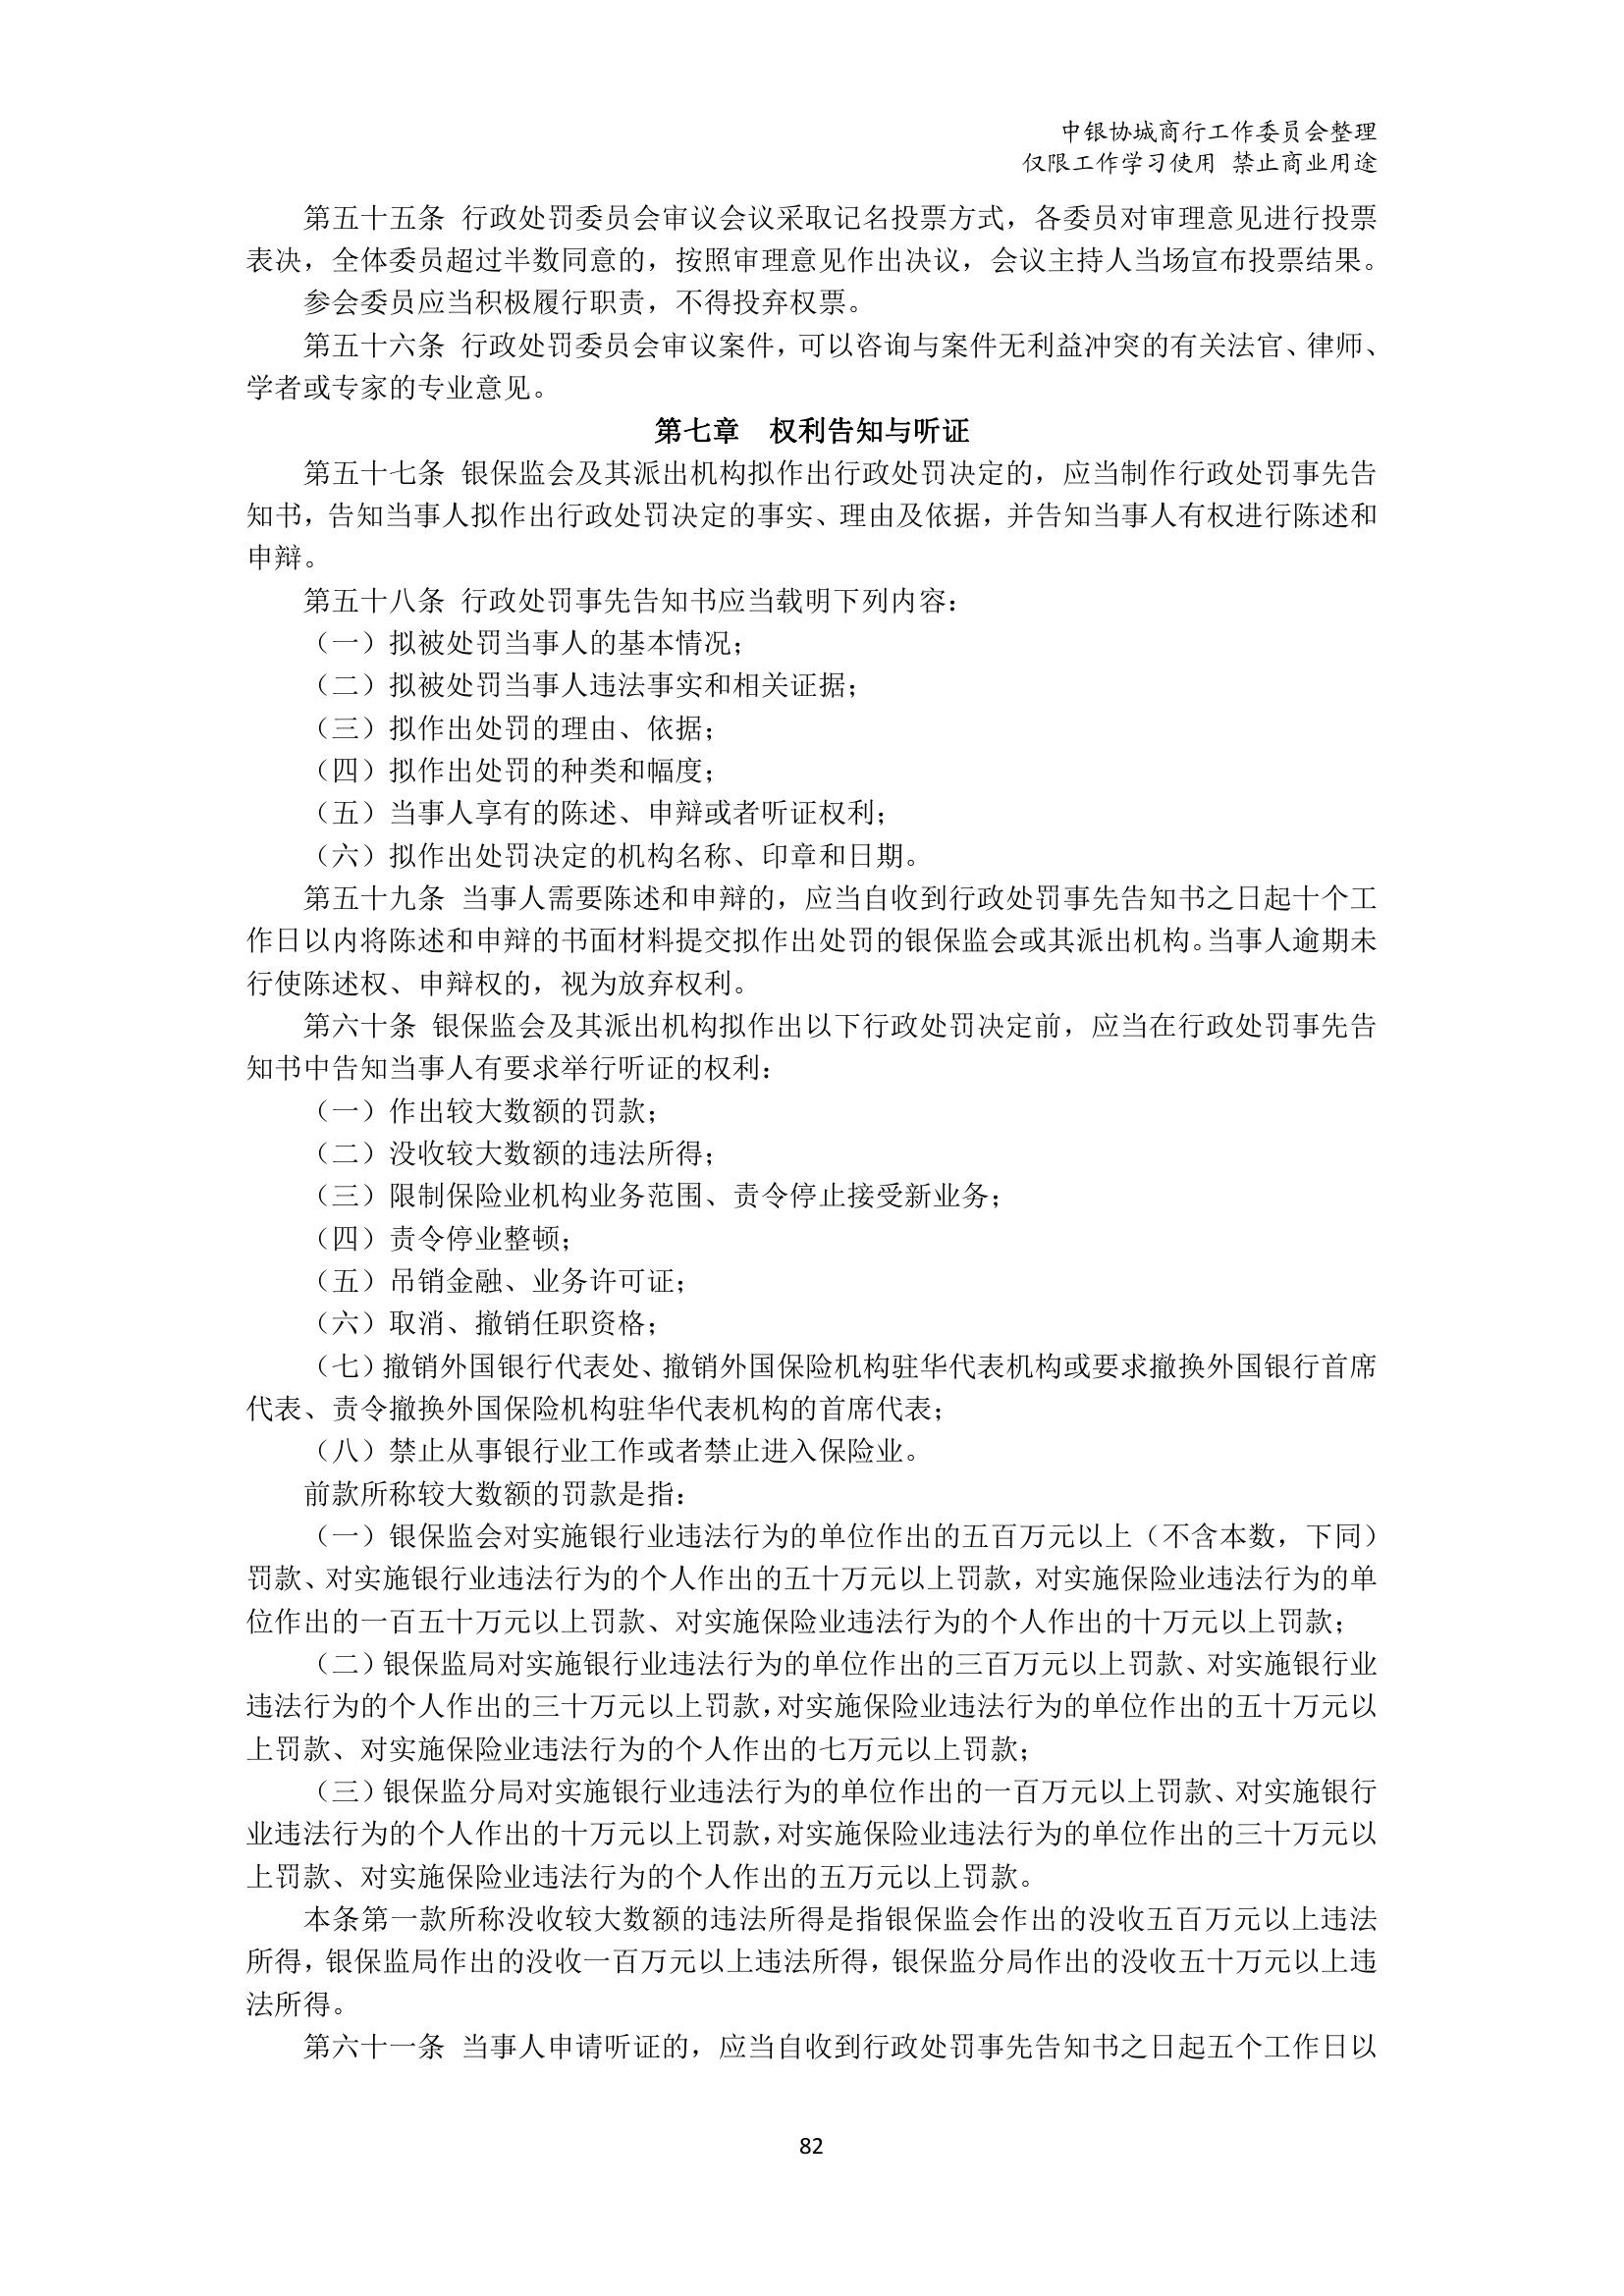 中银协城商行工作委员会整理
仅限工作学习使用 禁止商业用途
第五十五条 行政处罚委员会审议会议采取记名投票方式，各委员对审理意见进行投票
表决，全体委员超过半数同意的，按照审理意见作出决议，会议主持人当场宣布投票结果。
参会委员应当积极履行职责，不得投弃权票。
第五十六条 行政处罚委员会审议案件，可以咨询与案件无利益冲突的有关法官、律师、
学者或专家的专业意见。
第七章　权利告知与听证
第五十七条 银保监会及其派出机构拟作出行政处罚决定的，应当制作行政处罚事先告
知书，告知当事人拟作出行政处罚决定的事实、理由及依据，并告知当事人有权进行陈述和
申辩。
第五十八条 行政处罚事先告知书应当载明下列内容：
（一）拟被处罚当事人的基本情况；
（二）拟被处罚当事人违法事实和相关证据；
（三）拟作出处罚的理由、依据；
（四）拟作出处罚的种类和幅度；
（五）当事人享有的陈述、申辩或者听证权利；
（六）拟作出处罚决定的机构名称、印章和日期。
第五十九条 当事人需要陈述和申辩的，应当自收到行政处罚事先告知书之日起十个工
作日以内将陈述和申辩的书面材料提交拟作出处罚的银保监会或其派出机构。当事人逾期未
行使陈述权、申辩权的，视为放弃权利。
第六十条 银保监会及其派出机构拟作出以下行政处罚决定前，应当在行政处罚事先告
知书中告知当事人有要求举行听证的权利：
（一）作出较大数额的罚款；
（二）没收较大数额的违法所得；
（三）限制保险业机构业务范围、责令停止接受新业务；
（四）责令停业整顿；
（五）吊销金融、业务许可证；
（六）取消、撤销任职资格；
（七）撤销外国银行代表处、撤销外国保险机构驻华代表机构或要求撤换外国银行首席
代表、责令撤换外国保险机构驻华代表机构的首席代表；
（八）禁止从事银行业工作或者禁止进入保险业。
前款所称较大数额的罚款是指：
（一）银保监会对实施银行业违法行为的单位作出的五百万元以上（不含本数，下同）
罚款、对实施银行业违法行为的个人作出的五十万元以上罚款，对实施保险业违法行为的单
位作出的一百五十万元以上罚款、对实施保险业违法行为的个人作出的十万元以上罚款；
（二）银保监局对实施银行业违法行为的单位作出的三百万元以上罚款、对实施银行业
违法行为的个人作出的三十万元以上罚款，对实施保险业违法行为的单位作出的五十万元以
上罚款、对实施保险业违法行为的个人作出的七万元以上罚款；
（三）银保监分局对实施银行业违法行为的单位作出的一百万元以上罚款、对实施银行
业违法行为的个人作出的十万元以上罚款，对实施保险业违法行为的单位作出的三十万元以
上罚款、对实施保险业违法行为的个人作出的五万元以上罚款。
本条第一款所称没收较大数额的违法所得是指银保监会作出的没收五百万元以上违法
所得，银保监局作出的没收一百万元以上违法所得，银保监分局作出的没收五十万元以上违
法所得。
第六十一条 当事人申请听证的，应当自收到行政处罚事先告知书之日起五个工作日以
82